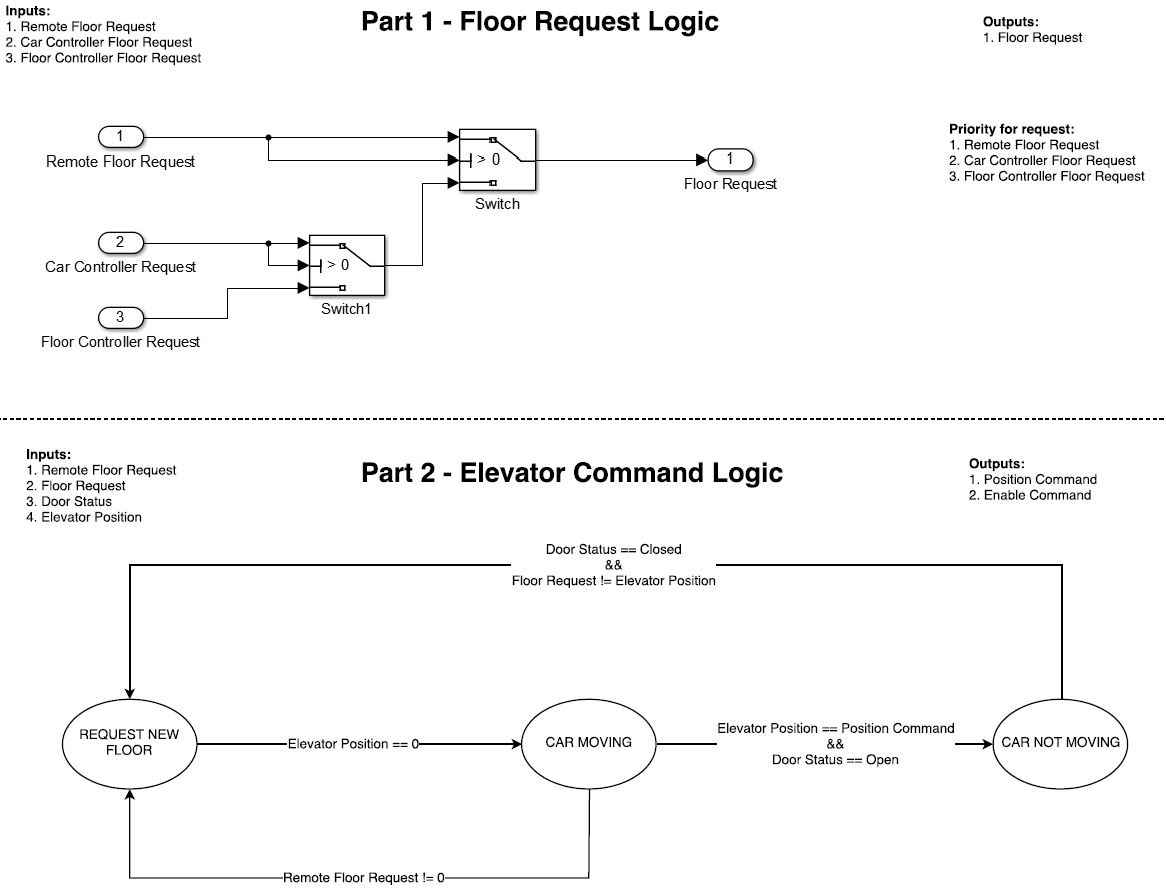 Inputs:
1. Remote Floor Request
2. Car Controller Floor Request
3. Floor Controller Floor Request
Part 1 - Floor Request Logic
Outputs:
1. Floor Request
Priority for request:
1. Remote Floor Request
2. Car Controller Floor Request
3. Floor Controller Floor Request
1
Remote Floor Request
> 0
Switch
1
Floor Request
2
Car Controller Request
> 0
Switch1
3
Floor Controller Request
Inputs:
1. Remote Floor Request
2. Floor Request
3. Door Status
4. Elevator Position
Part 2 - Elevator Command Logic
Outputs:
1. Position Command
2. Enable Command
Door Status == Closed
&&
Floor Request != Elevator Position
REQUEST NEW
FLOOR
Elevator Position == 0
CAR MOVING
Elevator Position == Position Command
&&
Door Status == Open
CAR NOT MOVING
Remote Floor Request != 0